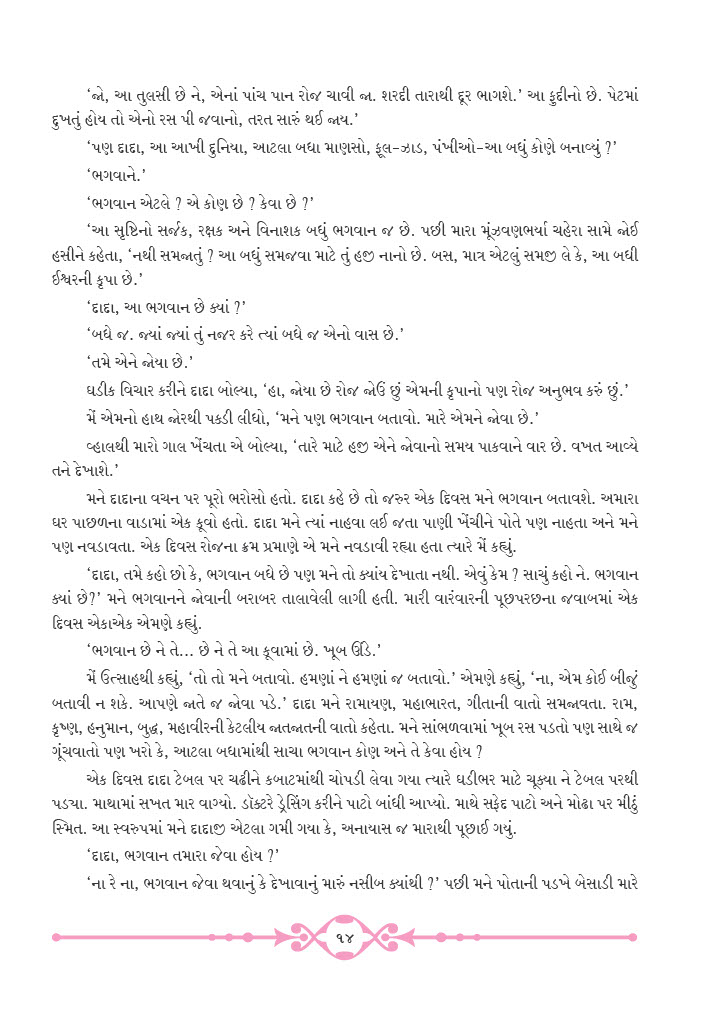 ‘જો, આ તુલસી છે ને, એનાં પાંચ પાન રોજ ચાવી જા. શરદી તારાથી દૂર ભાગશે.’ આ ફુદીનો છે. પેટમાં
દુખતું હોય તો એનો રસ પી જવાનો, તરત સારું થઈ જાય.’
‘પણ દાદા, આ આખી દુનિયા, આટલા બધા માણસો, ફૂલ-ઝાડ, પંખીઓ-આ બધું કોણે બનાવ્યું ?’
‘ભગવાને.’
‘ભગવાન એટલે ? એ કોણ છે ? કેવા છે ?’
‘આ સૃષ્ટિનો સર્જક, રક્ષક અને વિનાશક બધું ભગવાન જ છે. પછી મારા મૂંઝવણભર્યા ચહેરા સામે જોઈ
હસીને કહેતા, ‘નથી સમજાતું ? આ બધું સમજવા માટે તું હજી નાનો છે. બસ, માત્ર એટલું સમજી લે કે, આ બધી
ઈશ્વરની કૃપા છે.’
‘દાદા, આ ભગવાન છે ક્યાં ?’
‘બધે જ. જ્યાં જ્યાં તું નજર કરે ત્યાં બધે જ એનો વાસ છે.’
‘તમે એને જોયા છે.’
ઘડીક વિચાર કરીને દાદા બોલ્યા, ‘હા, જોયા છે રોજ જોઉં છું એમની કૃપાનો પણ રોજ અનુભવ કરું છું.’
મેં એમનો હાથ જોરથી પકડી લીધો, ‘મને પણ ભગવાન બતાવો. મારે એમને જોવા છે.’
વ્હાલથી મારો ગાલ ખેંચતા એ બોલ્યા, ‘તારે માટે હજી એને જોવાનો સમય પાકવાને વાર છે. વખત આવ્યે
તને દેખાશે.’
મને દાદાના વચન પર પૂરો ભરોસો હતો. દાદા કહે છે તો જરુર એક દિવસ મને ભગવાન બતાવશે. અમારા
ઘર પાછળના વાડામાં એક કૂવો હતો. દાદા મને ત્યાં નાહવા લઈ જતા પાણી ખેંચીને પોતે પણ નાહતા અને મને
પણ નવડાવતા. એક દિવસ રોજના ક્રમ પ્રમાણે એ મને નવડાવી રહ્યા હતા ત્યારે મેં કહ્યું.
‘દાદા, તમે કહો છો કે, ભગવાન બધે છે પણ મને તો ક્યાંય દેખાતા નથી. એવું કેમ ? સાચું કહો ને. ભગવાન
ક્યાં છે?’ મને ભગવાનને જોવાની બરાબર તાલાવેલી લાગી હતી. મારી વારંવારની પૂછપરછના જવાબમાં એક
દિવસ એકાએક એમણે કહ્યું.
‘ભગવાન છે ને તે... છે ને તે આ કૂવામાં છે. ખૂબ ઊંડે.’
મેં ઉત્સાહથી કહ્યું, ‘તો તો મને બતાવો. હમણાં ને હમણાં જ બતાવો.’ એમણે કહ્યું, ‘ના, એમ કોઈ બીજું
બતાવી ન શકે. આપણે જાતે જ જોવા પડે.’ દાદા મને રામાયણ, મહાભારત, ગીતાની વાતો સમજાવતા. રામ,
કૃષ્ણ, હનુમાન, બુદ્ધ, મહાવીરની કેટલીય જાતજાતની વાતો કહેતા. મને સાંભળવામાં ખૂબ રસ પડતો પણ સાથે જ
ગૂંચવાતો પણ ખરો કે, આટલા બધામાંથી સાચા ભગવાન કોણ અને તે કેવા હોય ?
એક દિવસ દાદા ટેબલ પર ચઢીને કબાટમાંથી ચોપડી લેવા ગયા ત્યારે ઘડીભર માટે ચૂક્યા ને ટેબલ પરથી
પડ્યા. માથામાં સખત માર વાગ્યો. ડૉક્ટરે ડ્રેસિંગ કરીને પાટો બાંધી આપ્યો. માથે સફેદ પાટો અને મોઢા પર મીઠું
સ્મિત. આ સ્વરુપમાં મને દાદાજી એટલા ગમી ગયા કે, અનાયાસ જ મારાથી પૂછાઈ ગયું.
‘દાદા, ભગવાન તમારા જેવા હોય ?’
‘ના રે ના, ભગવાન જેવા થવાનું કે દેખાવાનું મારું નસીબ ક્યાંથી ?’ પછી મને પોતાની પડખે બેસાડી મારે
૧૪